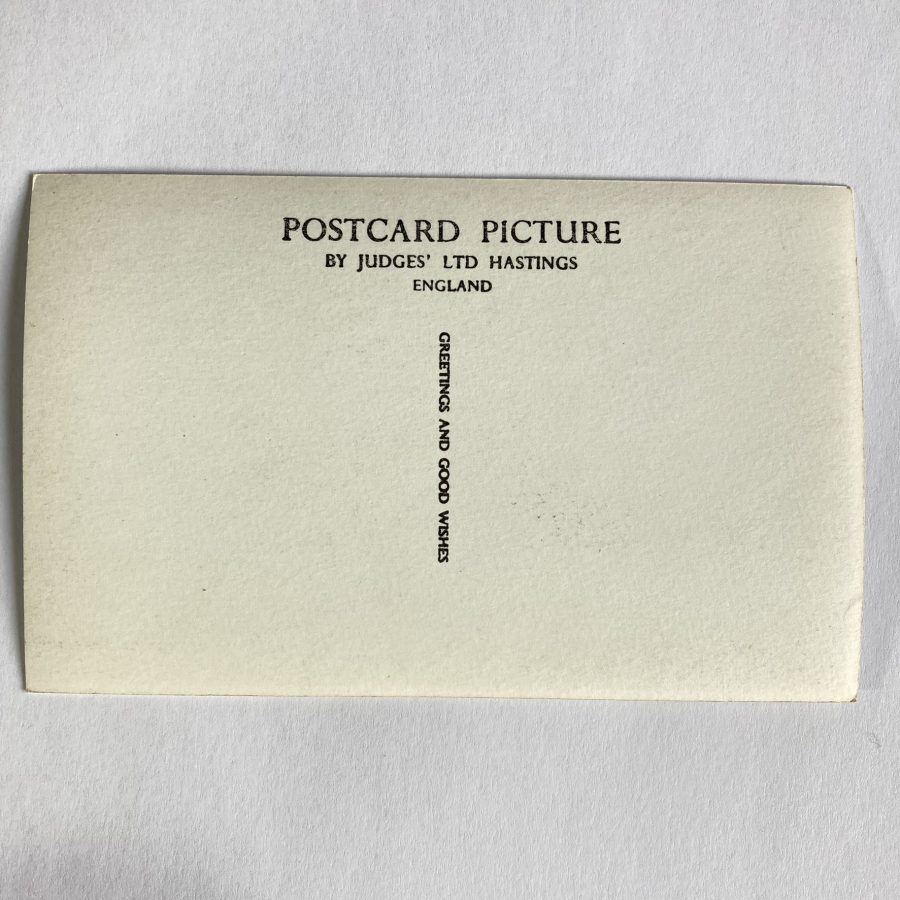 POSTCARD PICTURE
BY JUDGES' LTD HASTINGS
ENGLAND
GREETINGS AND GOOD WISHES